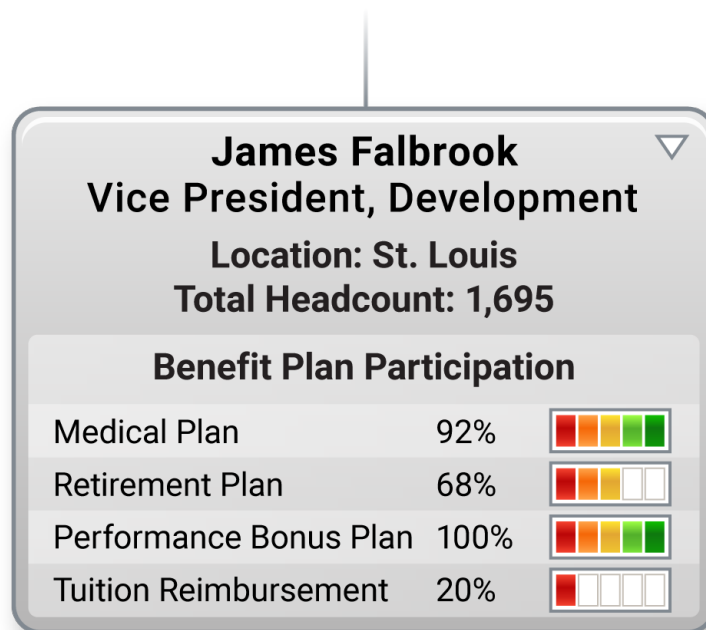 James Falbrook
Vice President, Development
Location: St. Louis
Total Headcount: 1,695
Benefit Plan Participation
Medical Plan 92%
Retirement Plan 68%
Performance Bonus Plan 100%
Tuition Reimbursement 20%